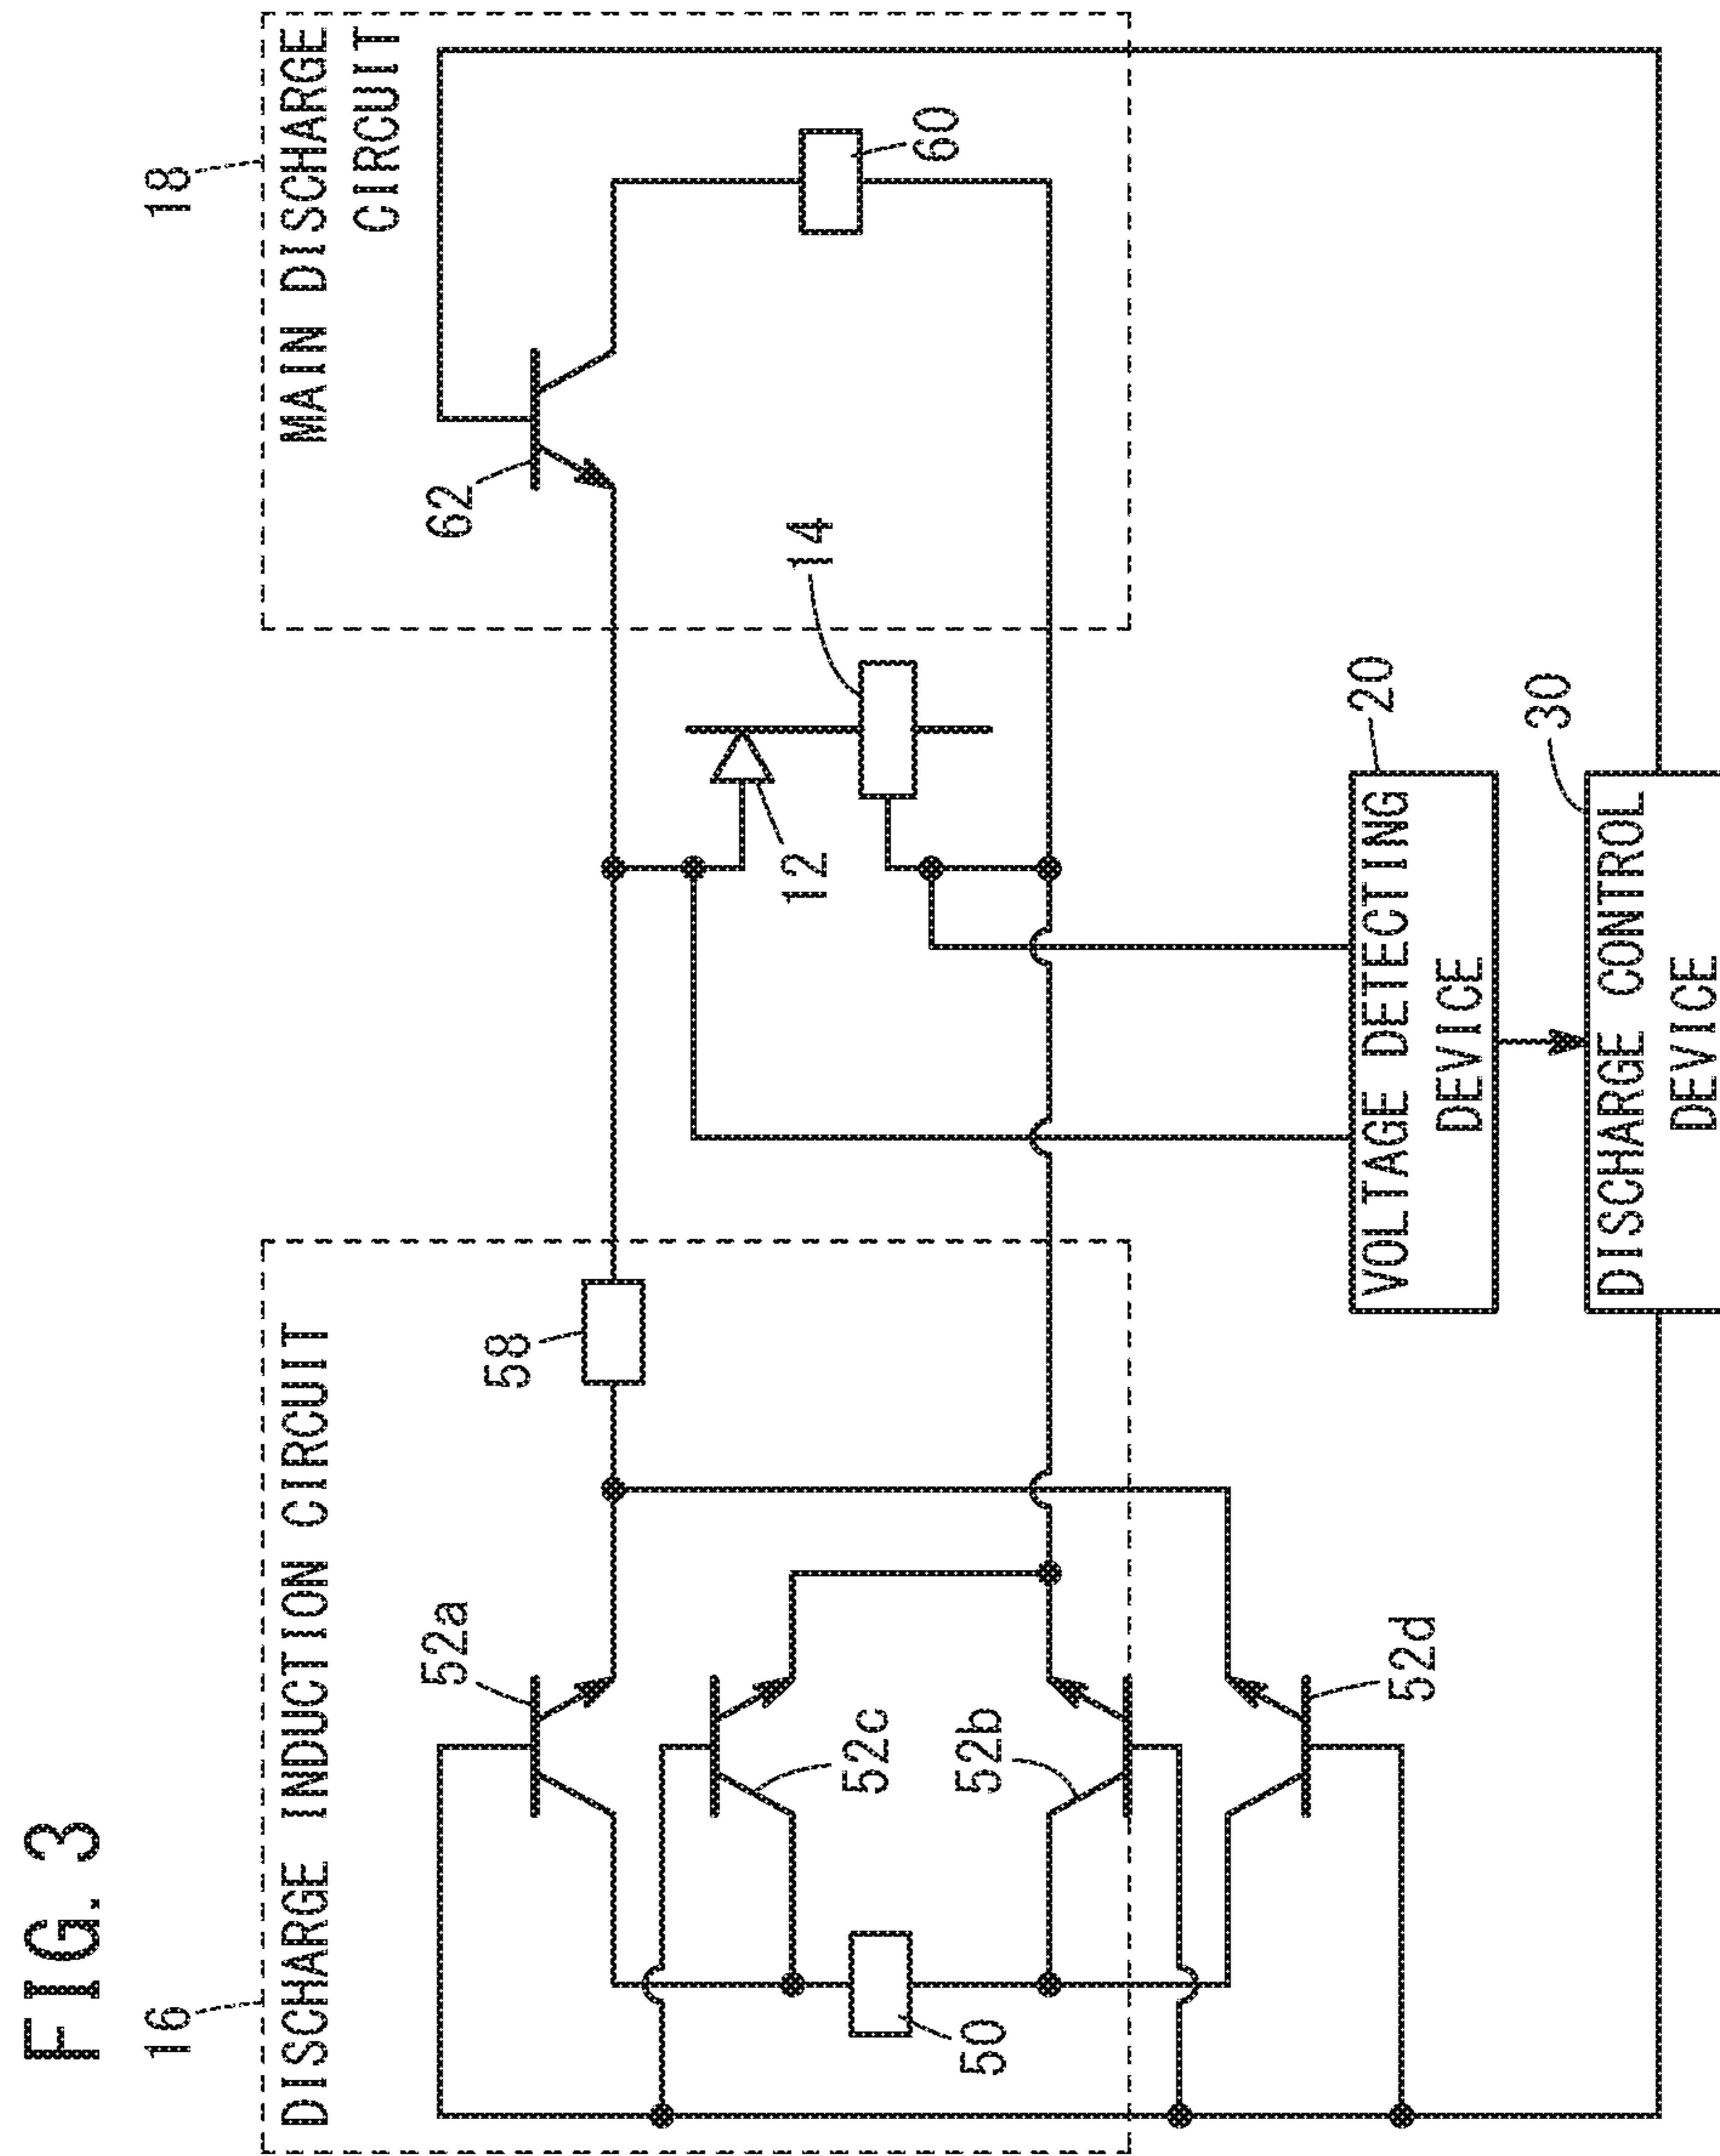 FIG. 3
16
DISCHARGE INDUCTION CIRCUIT
18
MAIN DISCHARGE
CIRCUIT
52a
58
62
52c
12
14
60
50
52b
52d
VOLTAGE DETECTING
DEVICE
20
DISCHARGE CONTROL
DEVICE
30